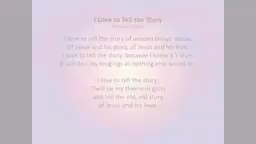 I Love to Tell the Story
I love to tell the story of unseen things above,
Of Jesus and his glory, of Jesus and his love.
I love to tell the story, because I know it's true;
It satisfies my longings as nothing else would do.
I love to tell the story;
'Twill be my theme in glory
And tell the old, old story
of Jesus and his love.